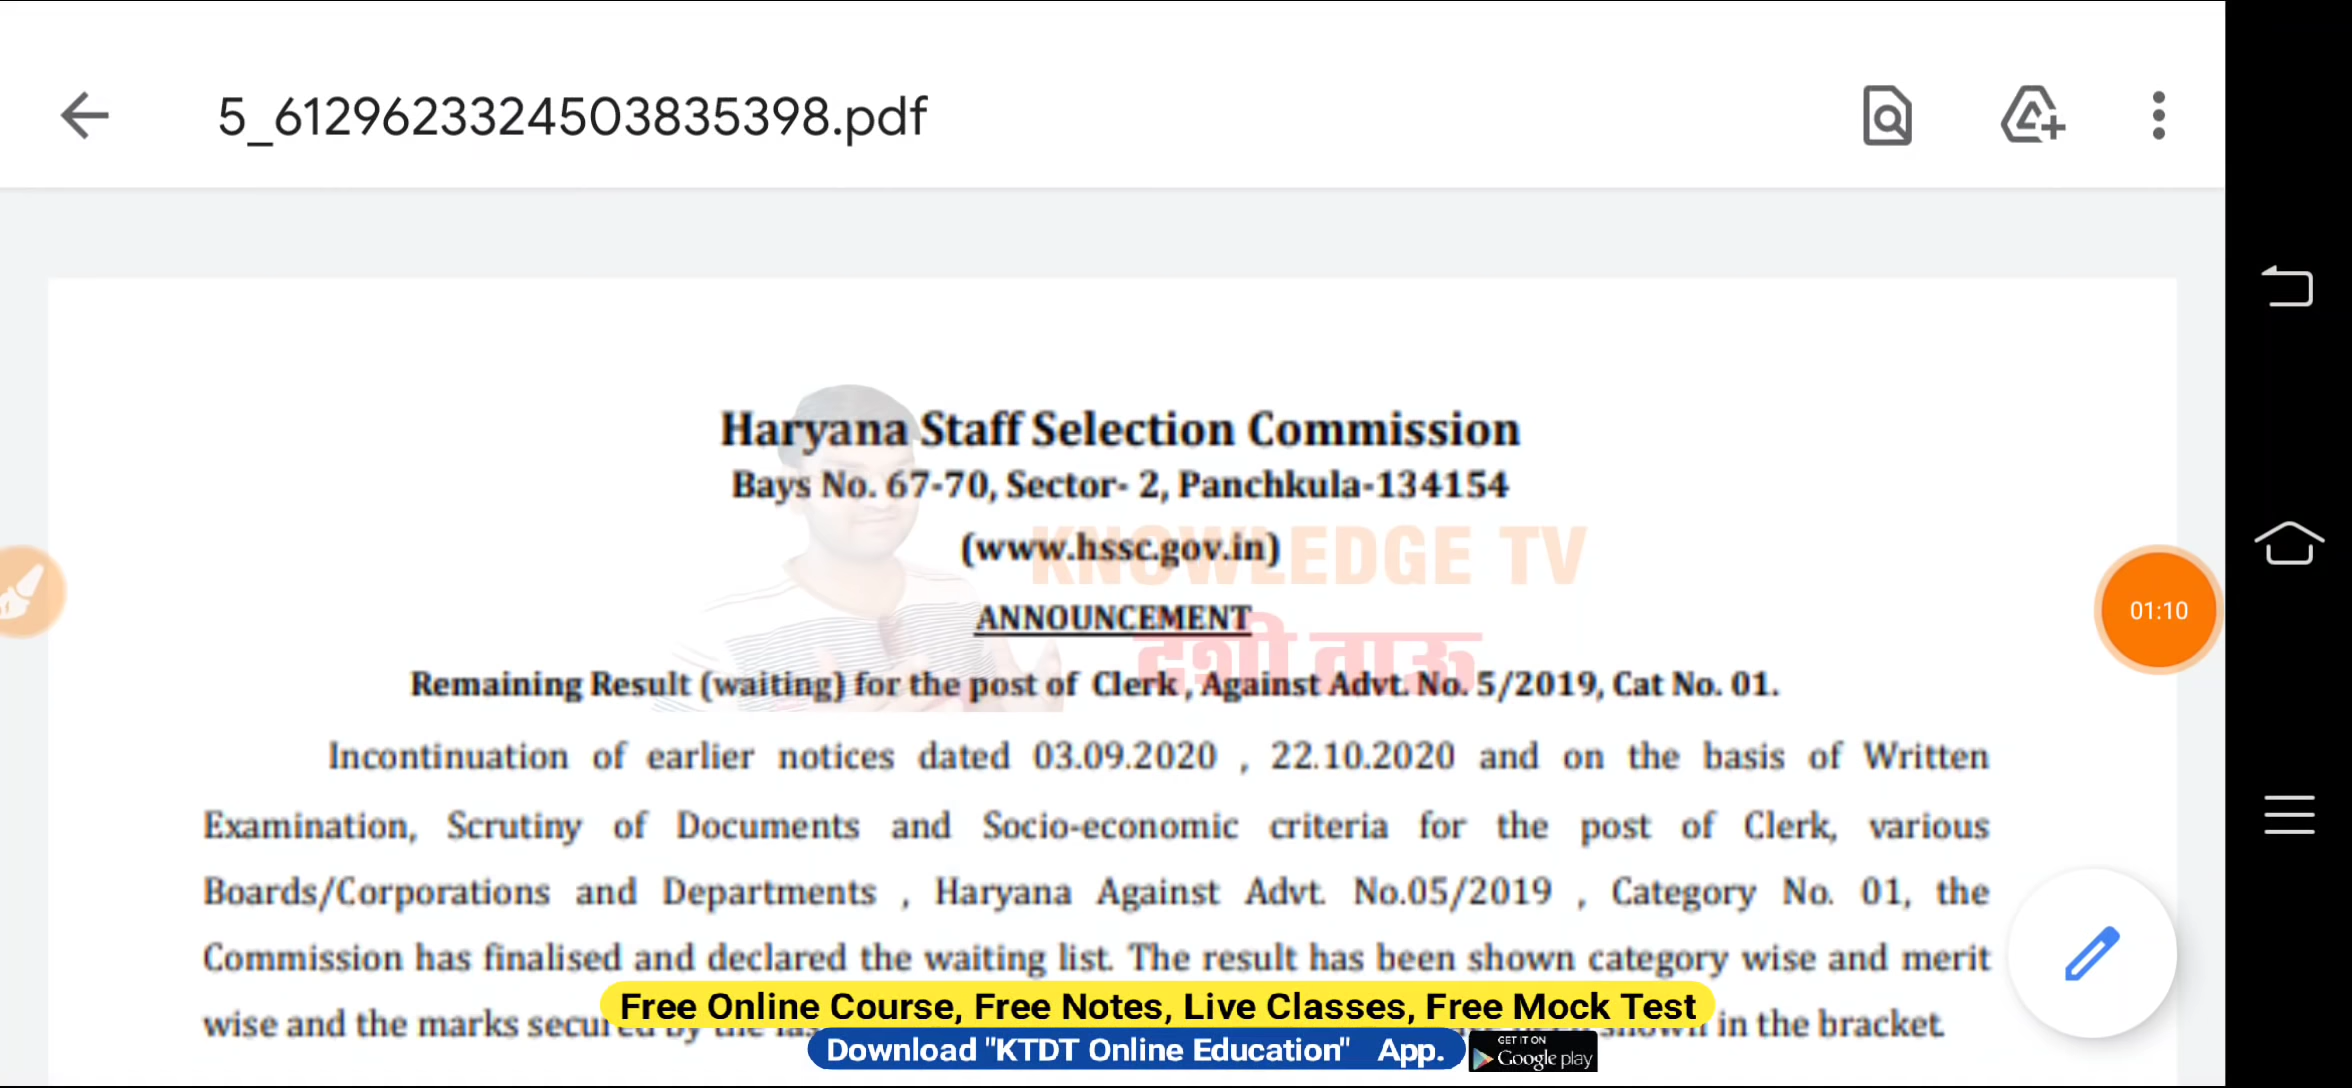 5_6129623324503835398.pdf
Haryana Staff Selection Commission
Bays No. 67-70, Sector- 2, Panchkula-134154
(www.hssc.gov.in)
KNOWLEDGE TV
ANNOUNCEMENT
देशी ताऊ
01:10
Remaining Result (waiting) for the post of Clerk, Against Advt. No. 5/2019, Cat No. 01.
Incontinuation of earlier notices dated 03.09.2020 , 22.10.2020 and on the basis of Written
Examination, Scrutiny of Documents and Socio-economic criteria for the post of Clerk, various
Boards/Corporations and Departments , Haryana Against Advt. No.05/2019 , Category No. 01, the
Commission has finalised and declared the waiting list. The result has been shown category wise and merit
wise and the marks secured by the shown in the bracket.
Free Online Course, Free Notes, Live Classes, Free Mock Test
Download "KTDT Online Education" App.
GET IT ON
Google play